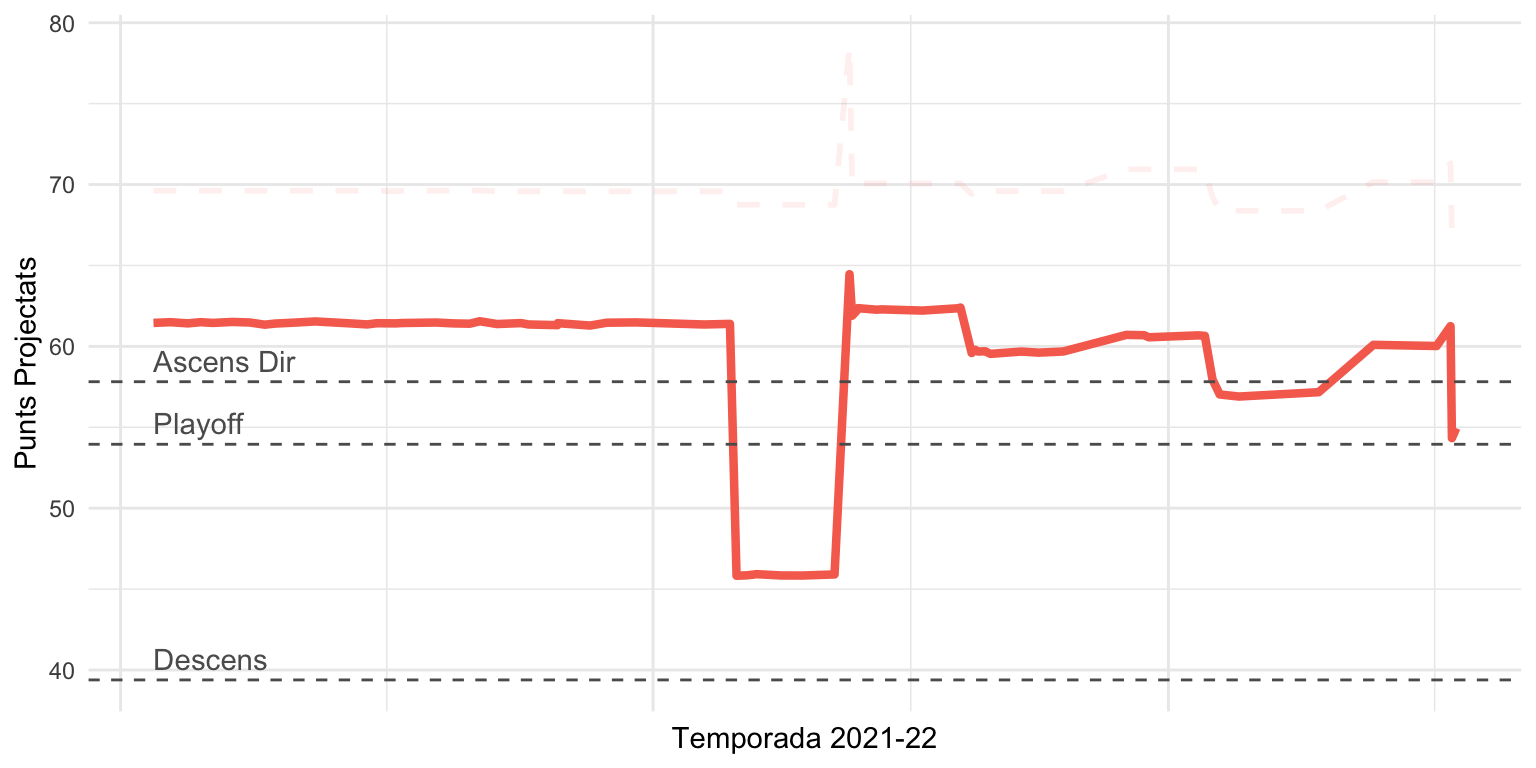 80
70
60
50
40
Punts Projectats
Ascens Dir
Playoff
Descens
Temporada 2021-22